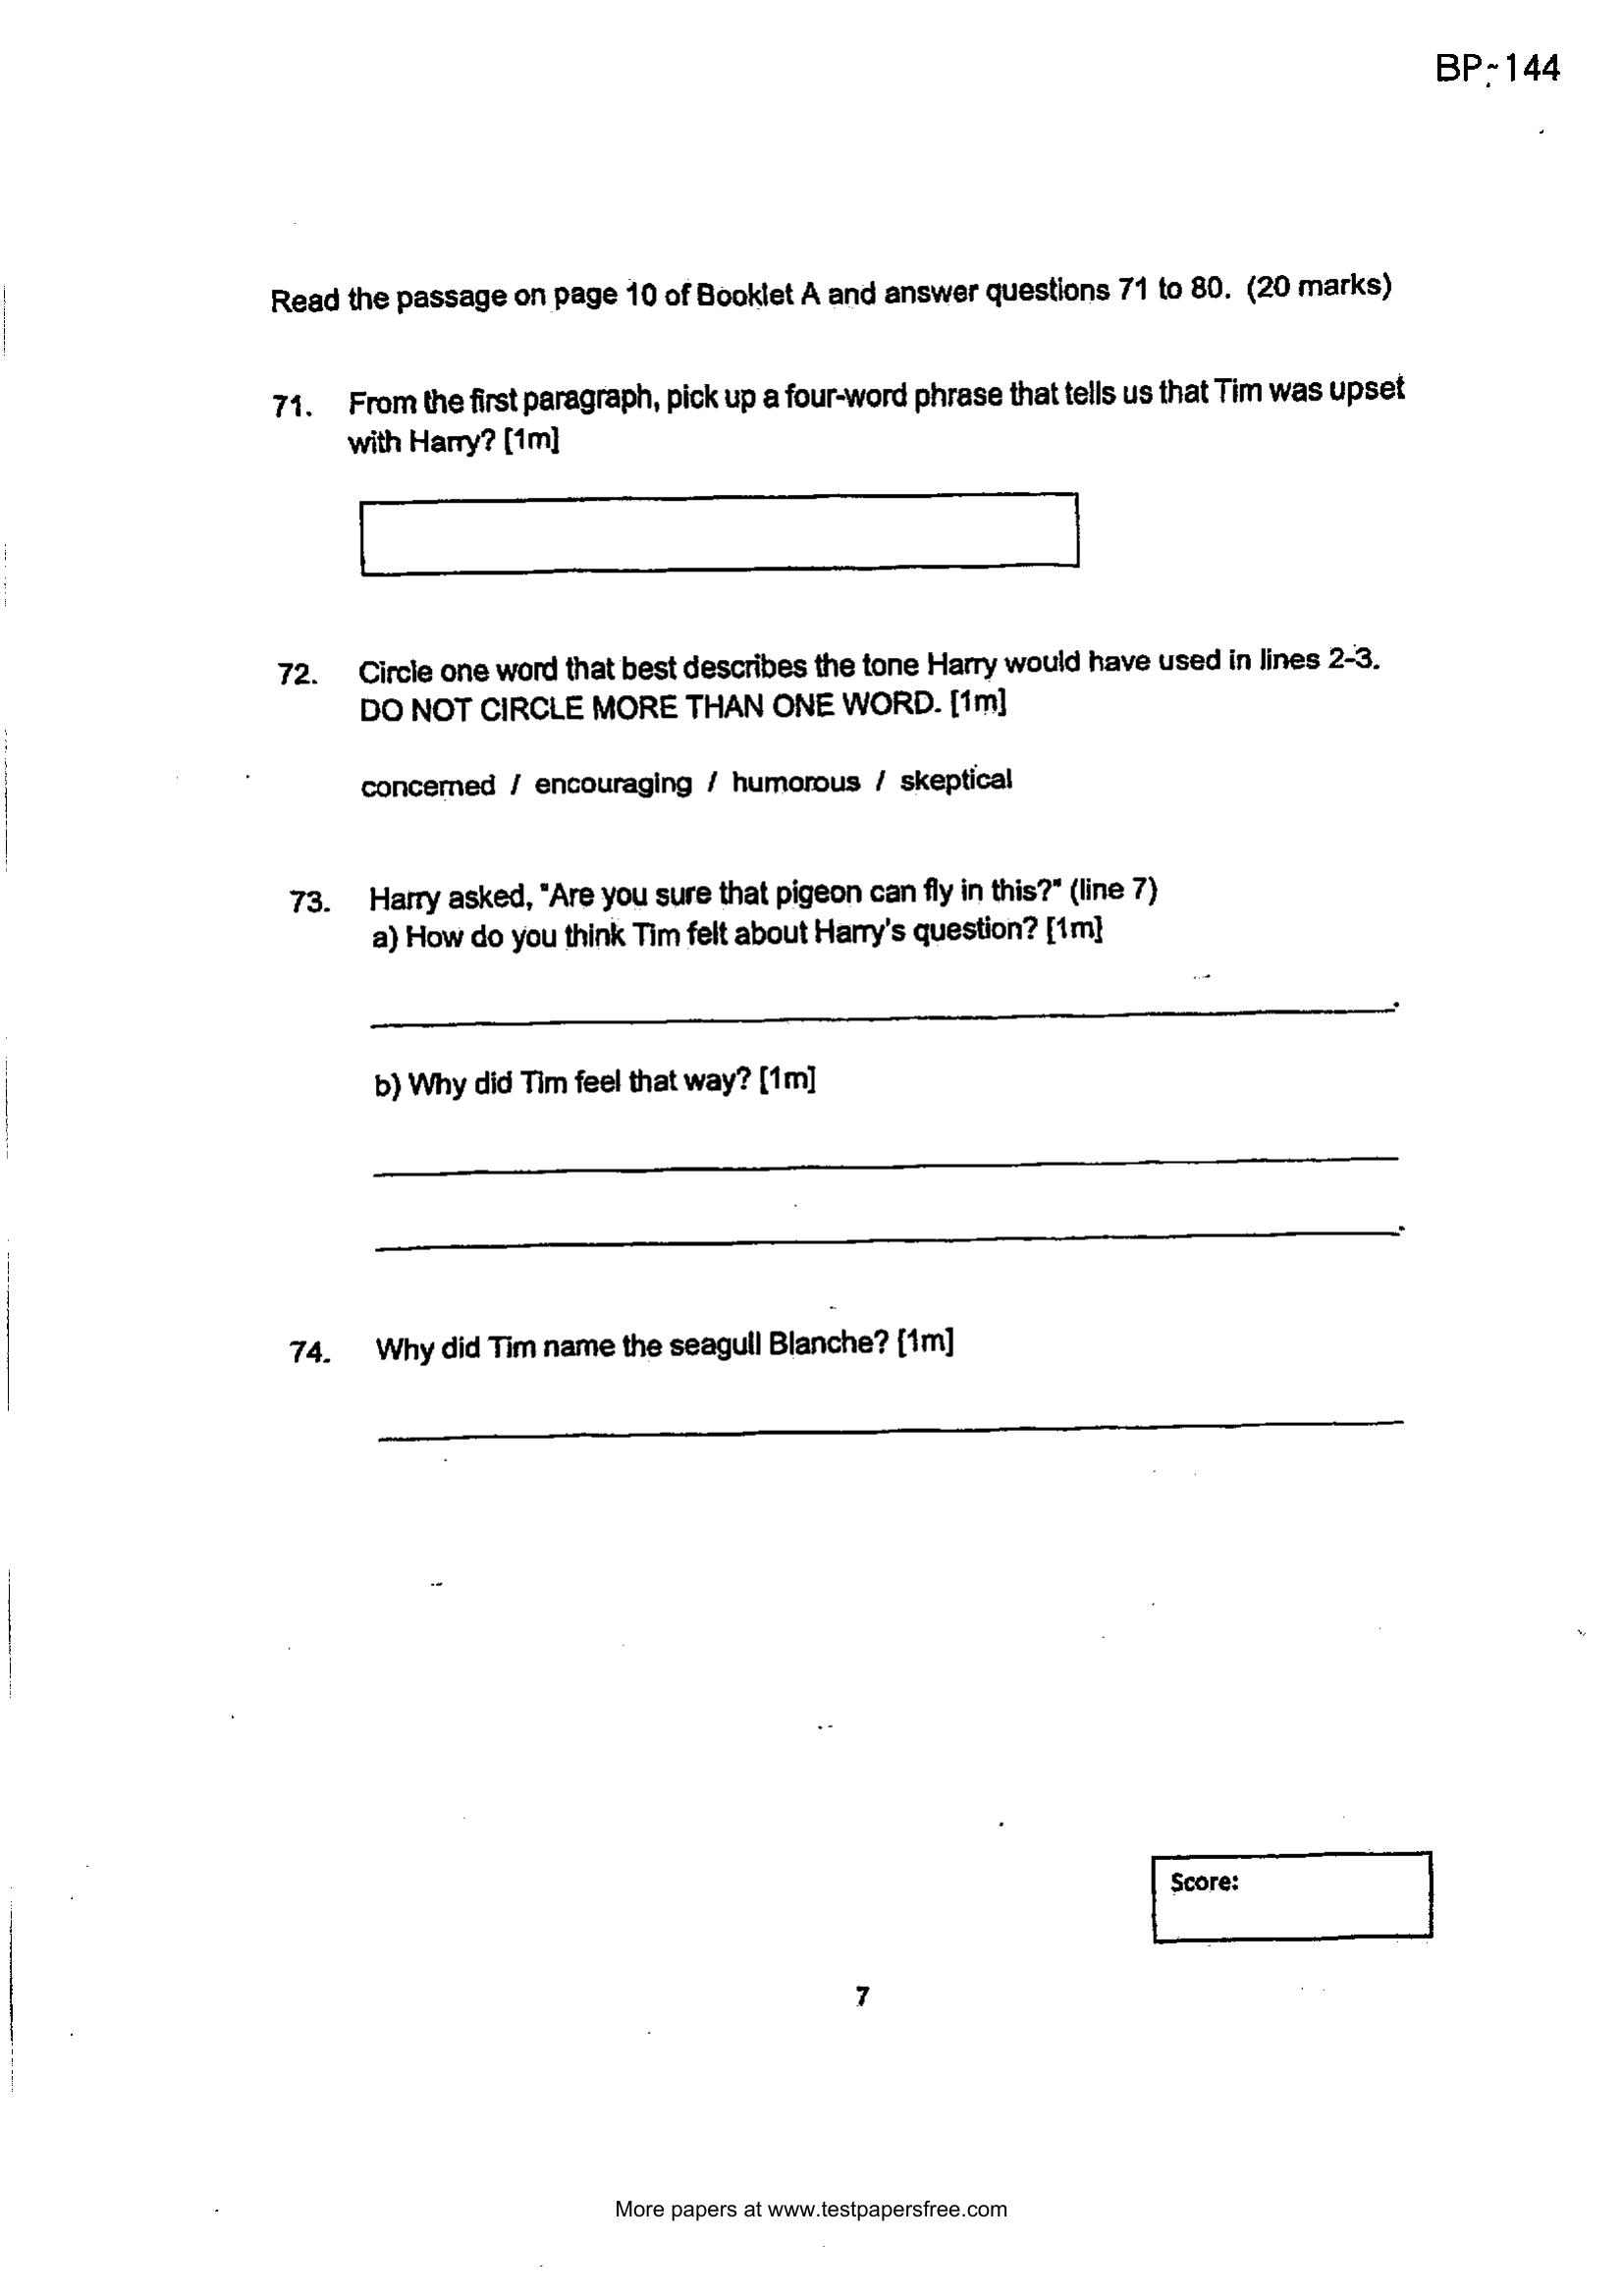 BP-144
Read the passage on page 10 of Booklet A and answer questions 71 to 80. (20 marks)
71. From the first paragraph, pick up a four-word phrase that tells us that Tim was upset
with Harry? [1m]
72. Circle one word that best describes the tone Harry would have used in lines 2-3.
DO NOT CIRCLE MORE THAN ONE WORD. [1m]
concerned / encouraging / humorous / skeptical
73. Harry asked, "Are you sure that pigeon can fly in this?" (line 7)
a) How do you think Tim felt about Harry's question? [1m]
b) Why did Tim feel that way? [1m]
74. Why did Tim name the seagull Blanche? [1m]
Score:
7
More papers at www.testpapersfree.com